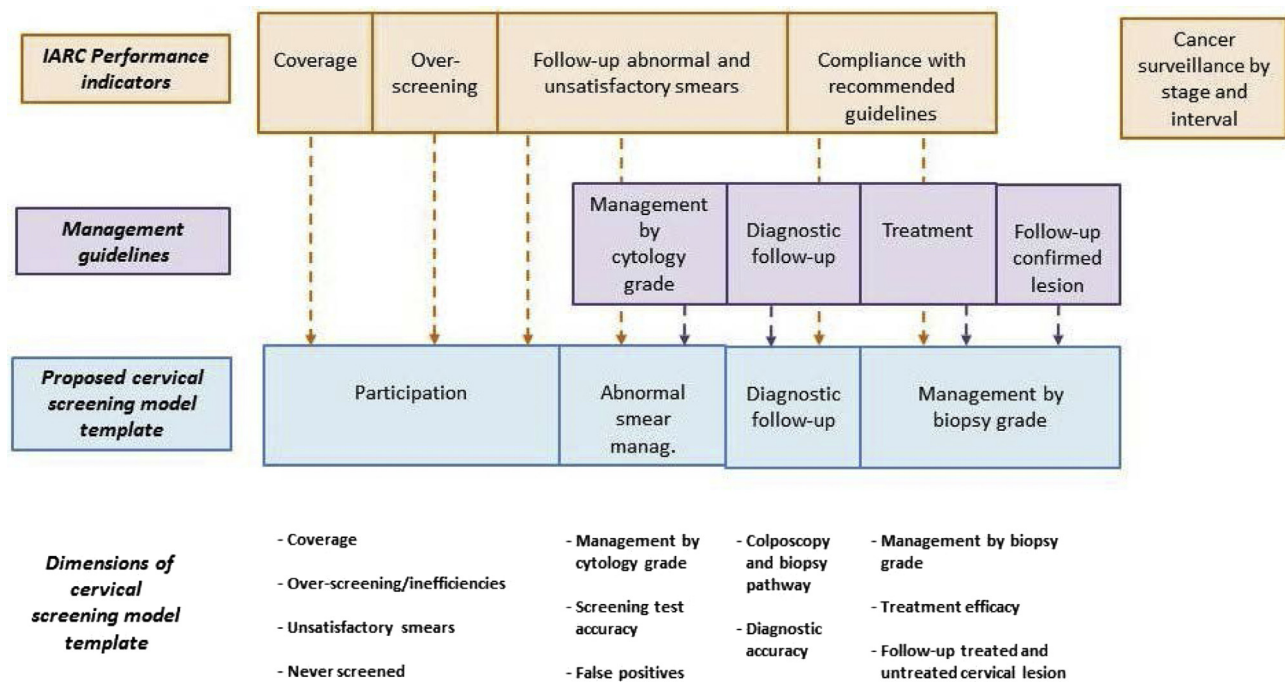 IARC Performance
indicators
Coverage
Over-
screening
Follow-up abnormal and
unsatisfactory smears
Compliance with
recommended
guidelines
Cancer
surveillance by
stage and
interval
Management
guidelines
Management
by
cytology
grade
Diagnostic
follow-up
Treatment
Follow-up
confirmed
lesion
Proposed cervical
screening model
template
Participation
Abnormal
smear
manag.
Diagnostic
follow-up
Management by
biopsy grade
Dimensions of
cervical
screening model
template
- Coverage
- Over-screening/inefficiencies
- Unsatisfactory smears
- Never screened
- Management by
cytology grade
- Screening test
accuracy
- False positives
- Colposcopy
and biopsy
pathway
- Diagnostic
accuracy
- Management by biopsy
grade
- Treatment efficacy
- Follow-up treated and
untreated cervical lesion